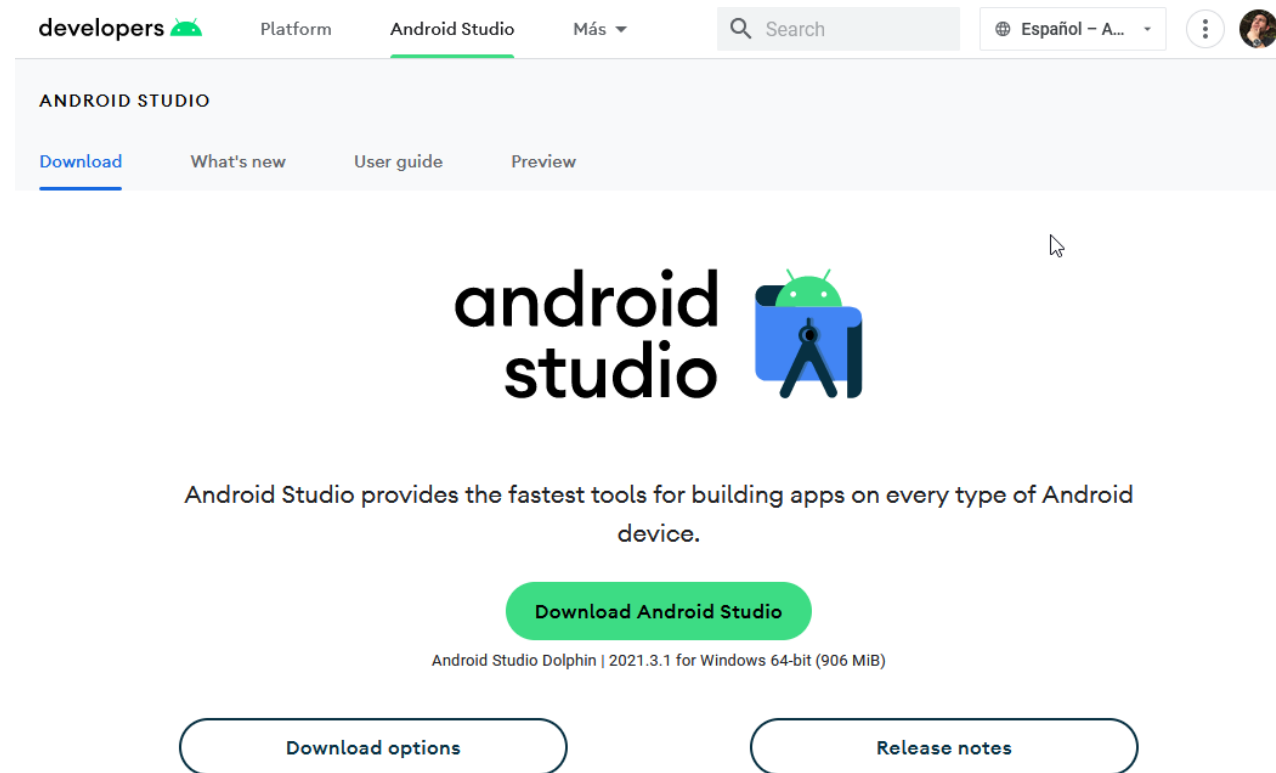 developers Platform Android Studio Más Search Español – A...
ANDROID STUDIO
Download What's new User guide Preview
android
studio
Android Studio provides the fastest tools for building apps on every type of Android
device.
Download Android Studio
Android Studio Dolphin | 2021.3.1 for Windows 64-bit (906 MiB)
Download options Release notes